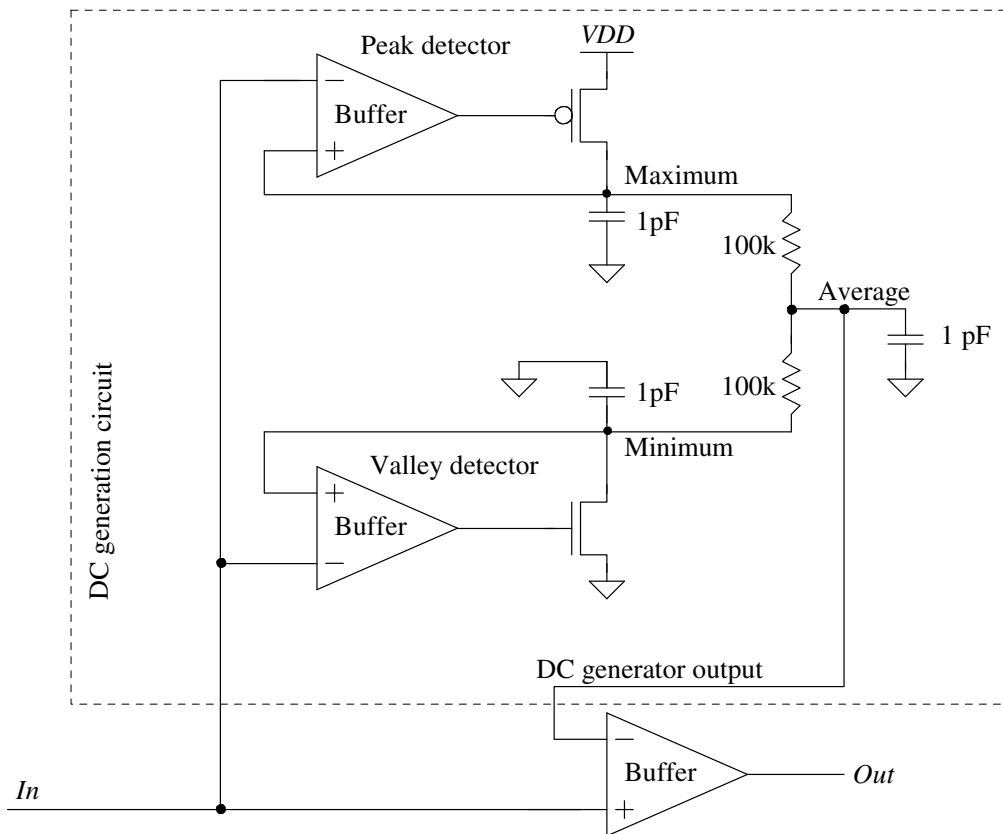 Peak detector
VDD
−
Buffer
+
Maximum
1pF
100k
Average
1 pF
100k
1pF
Minimum
Valley detector
+
Buffer
−
DC generation circuit
DC generator output
−
Buffer
+
In
Out